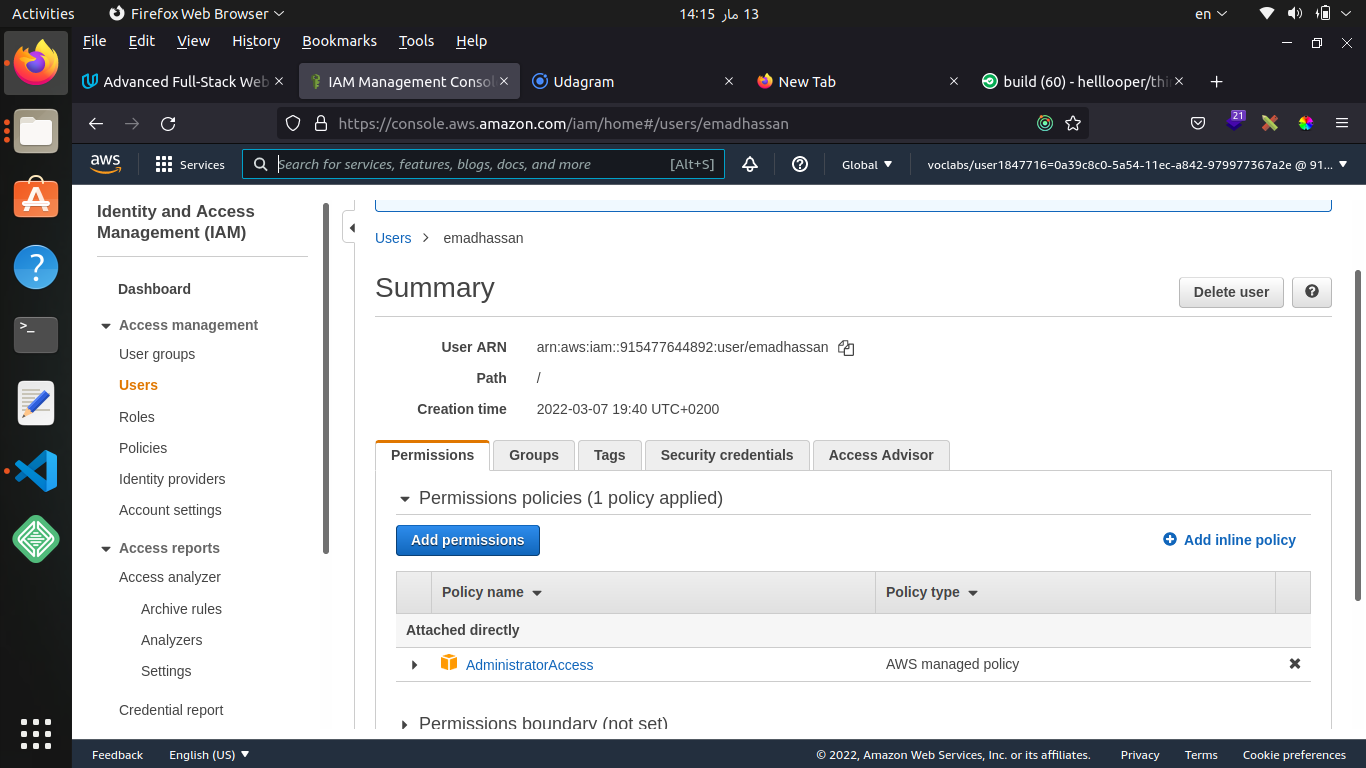 Activities
Firefox Web Browser
14:15 13 مار
en
File Edit View History Bookmarks Tools Help
Advanced Full-Stack Web
IAM Management Consol
Udagram
New Tab
build (60) - helllooper/thi
https://console.aws.amazon.com/iam/home#/users/emadhassan
21
aws
Services
Search for services, features, blogs, docs, and more
[Alt+S]
Global
voclabs/user1847716=0a39c8c0-5a54-11ec-a842-979977367a2e @ 91...
Identity and Access
Management (IAM)
Dashboard
Access management
User groups
Users
Roles
Policies
Identity providers
Account settings
Access reports
Access analyzer
Archive rules
Analyzers
Settings
Credential report
Users > emadhassan
Summary
Delete user
User ARN arn:aws:iam::915477644892:user/emadhassan
Path /
Creation time 2022-03-07 19:40 UTC+0200
Permissions Groups Tags Security credentials Access Advisor
Permissions policies (1 policy applied)
Add permissions
Add inline policy
Policy name Policy type
Attached directly
AdministratorAccess AWS managed policy
Permissions boundary (not set)
Feedback English (US) © 2022, Amazon Web Services, Inc. or its affiliates. Privacy Terms Cookie preferences